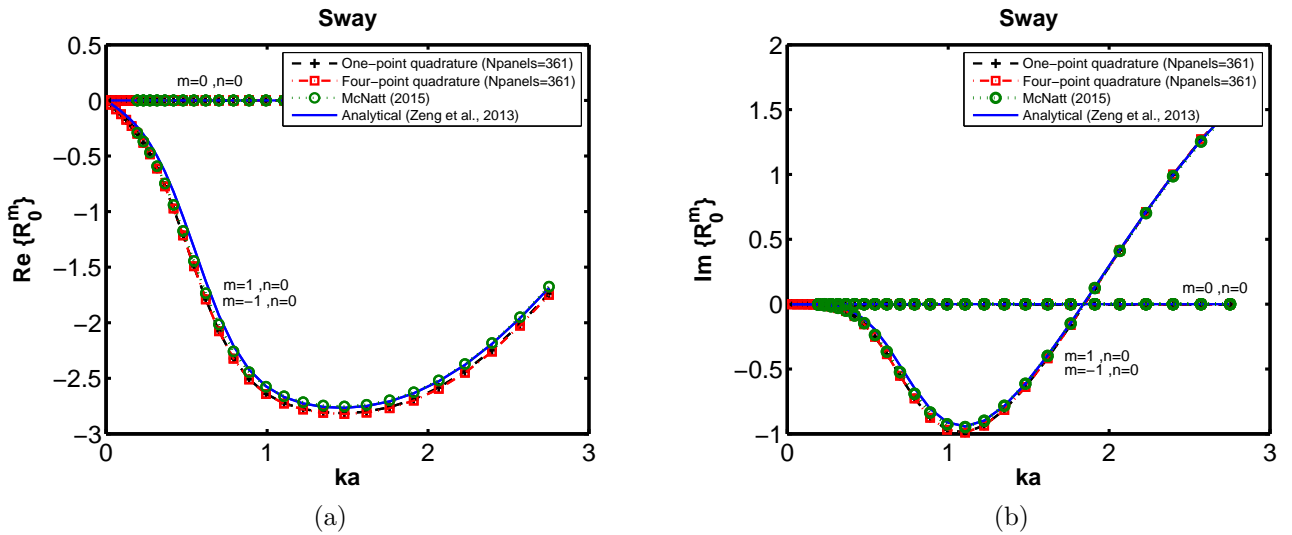 Sway
0.5
0
−0.5
−1
−1.5
−2
−2.5
−3
Re {R_0^m}
0
1
2
3
ka
One−point quadrature (Npanels=361)
Four−point quadrature (Npanels=361)
McNatt (2015)
Analytical (Zeng et al., 2013)
m=0 ,n=0
m=1 ,n=0
m=−1 ,n=0
(a)
Sway
2
1.5
1
0.5
0
−0.5
−1
Im {R_0^m}
0
1
2
3
ka
One−point quadrature (Npanels=361)
Four−point quadrature (Npanels=361)
McNatt (2015)
Analytical (Zeng et al., 2013)
m=0 ,n=0
m=1 ,n=0
m=−1 ,n=0
(b)